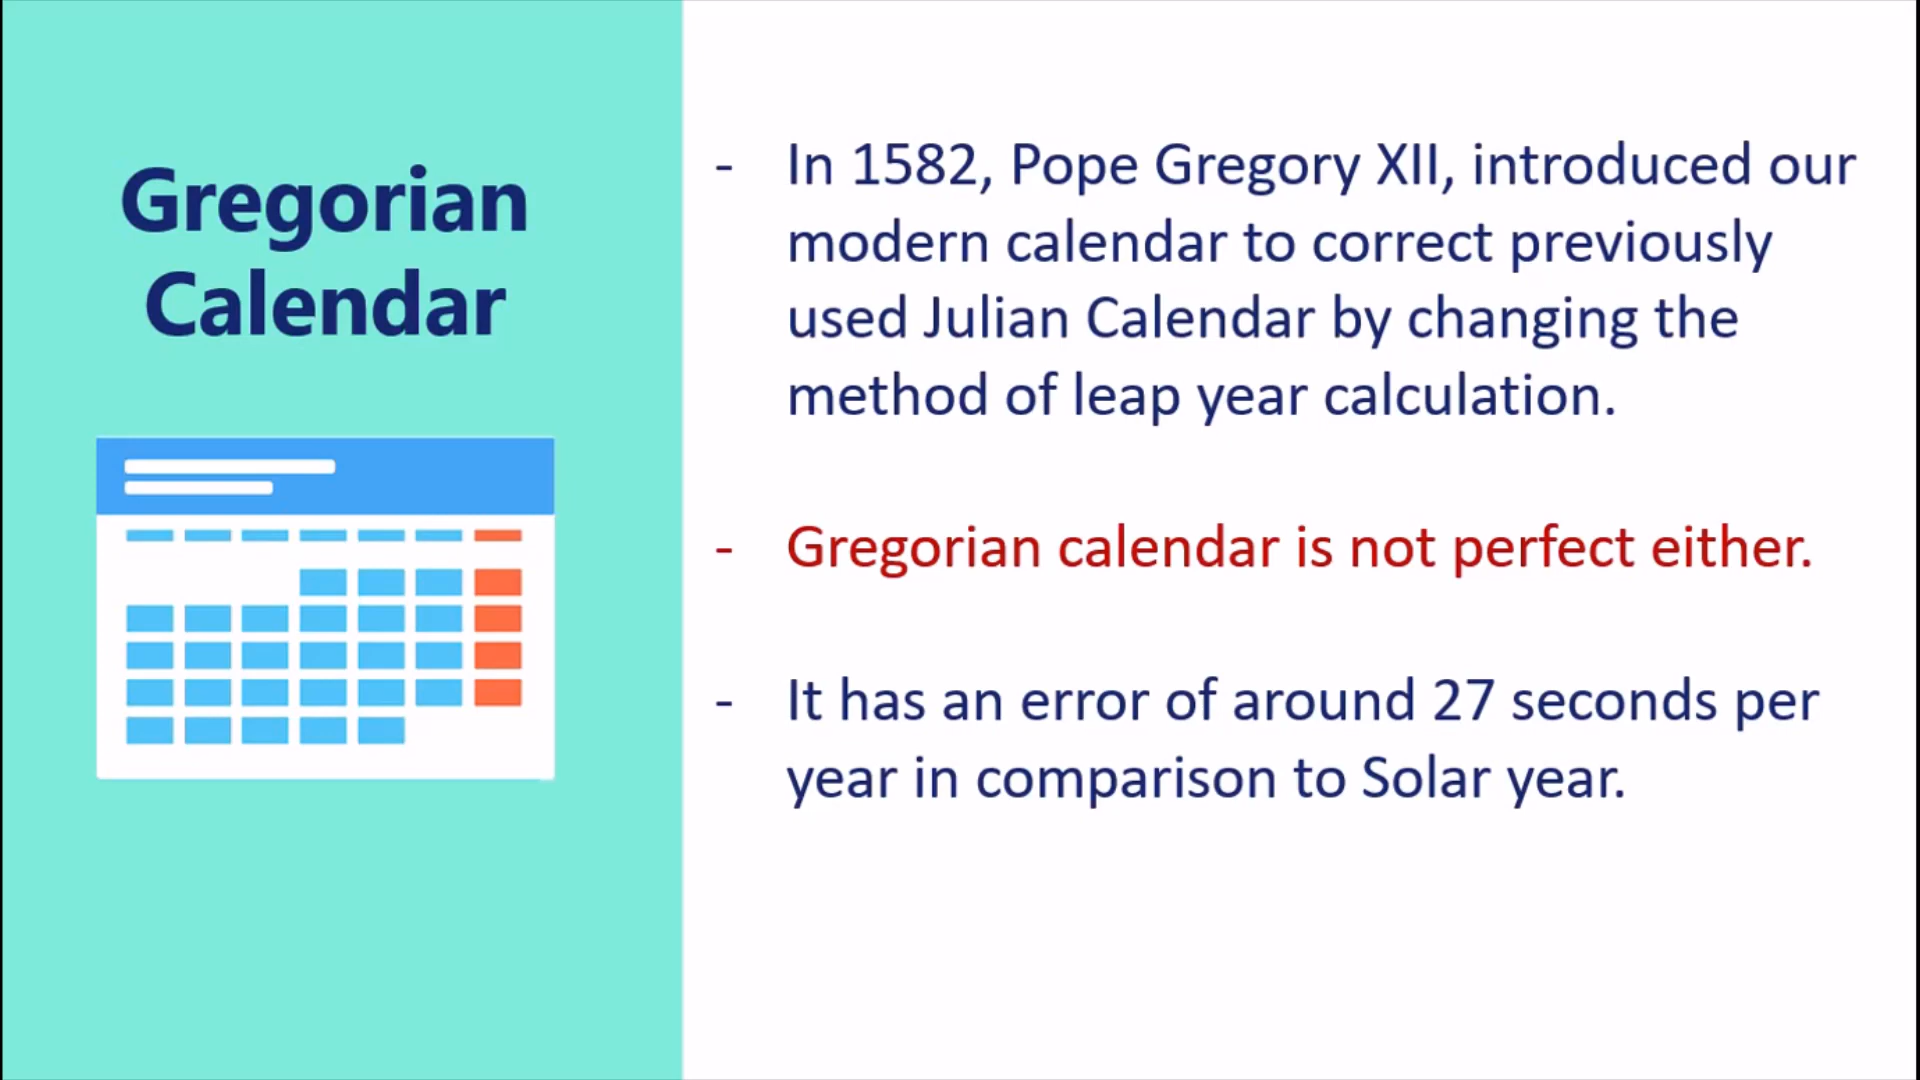 Gregorian
Calendar
- In 1582, Pope Gregory XII, introduced our
modern calendar to correct previously
used Julian Calendar by changing the
method of leap year calculation.
- Gregorian calendar is not perfect either.
- It has an error of around 27 seconds per
year in comparison to Solar year.